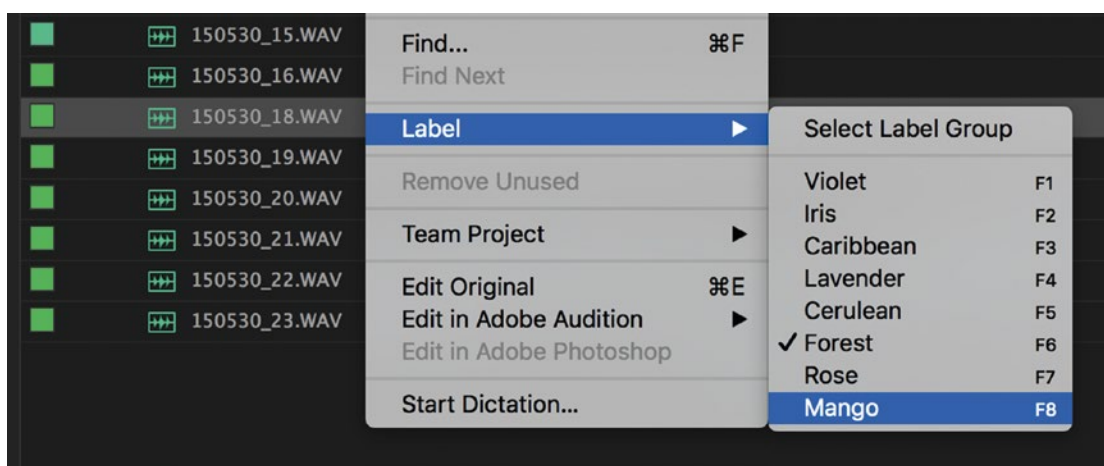 150530_15.WAV
150530_16.WAV
150530_18.WAV
150530_19.WAV
150530_20.WAV
150530_21.WAV
150530_22.WAV
150530_23.WAV
Find... ⌘F
Find Next
Label
Remove Unused
Team Project
Edit Original ⌘E
Edit in Adobe Audition
Edit in Adobe Photoshop
Start Dictation...
Select Label Group
Violet F1
Iris F2
Caribbean F3
Lavender F4
Cerulean F5
Forest F6
Rose F7
Mango F8